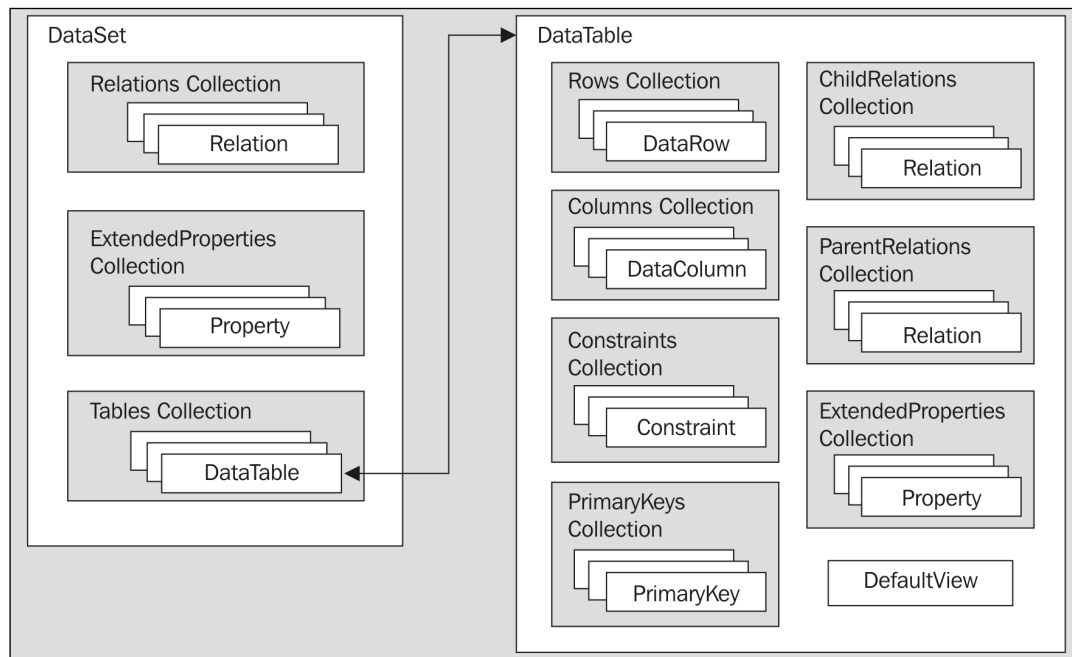 DataSet
Relations Collection
Relation
ExtendedProperties
Collection
Property
Tables Collection
DataTable
DataTable
Rows Collection
DataRow
Columns Collection
DataColumn
Constraints
Collection
Constraint
PrimaryKeys
Collection
PrimaryKey
ChildRelations
Collection
Relation
ParentRelations
Collection
Relation
ExtendedProperties
Collection
Property
DefaultView